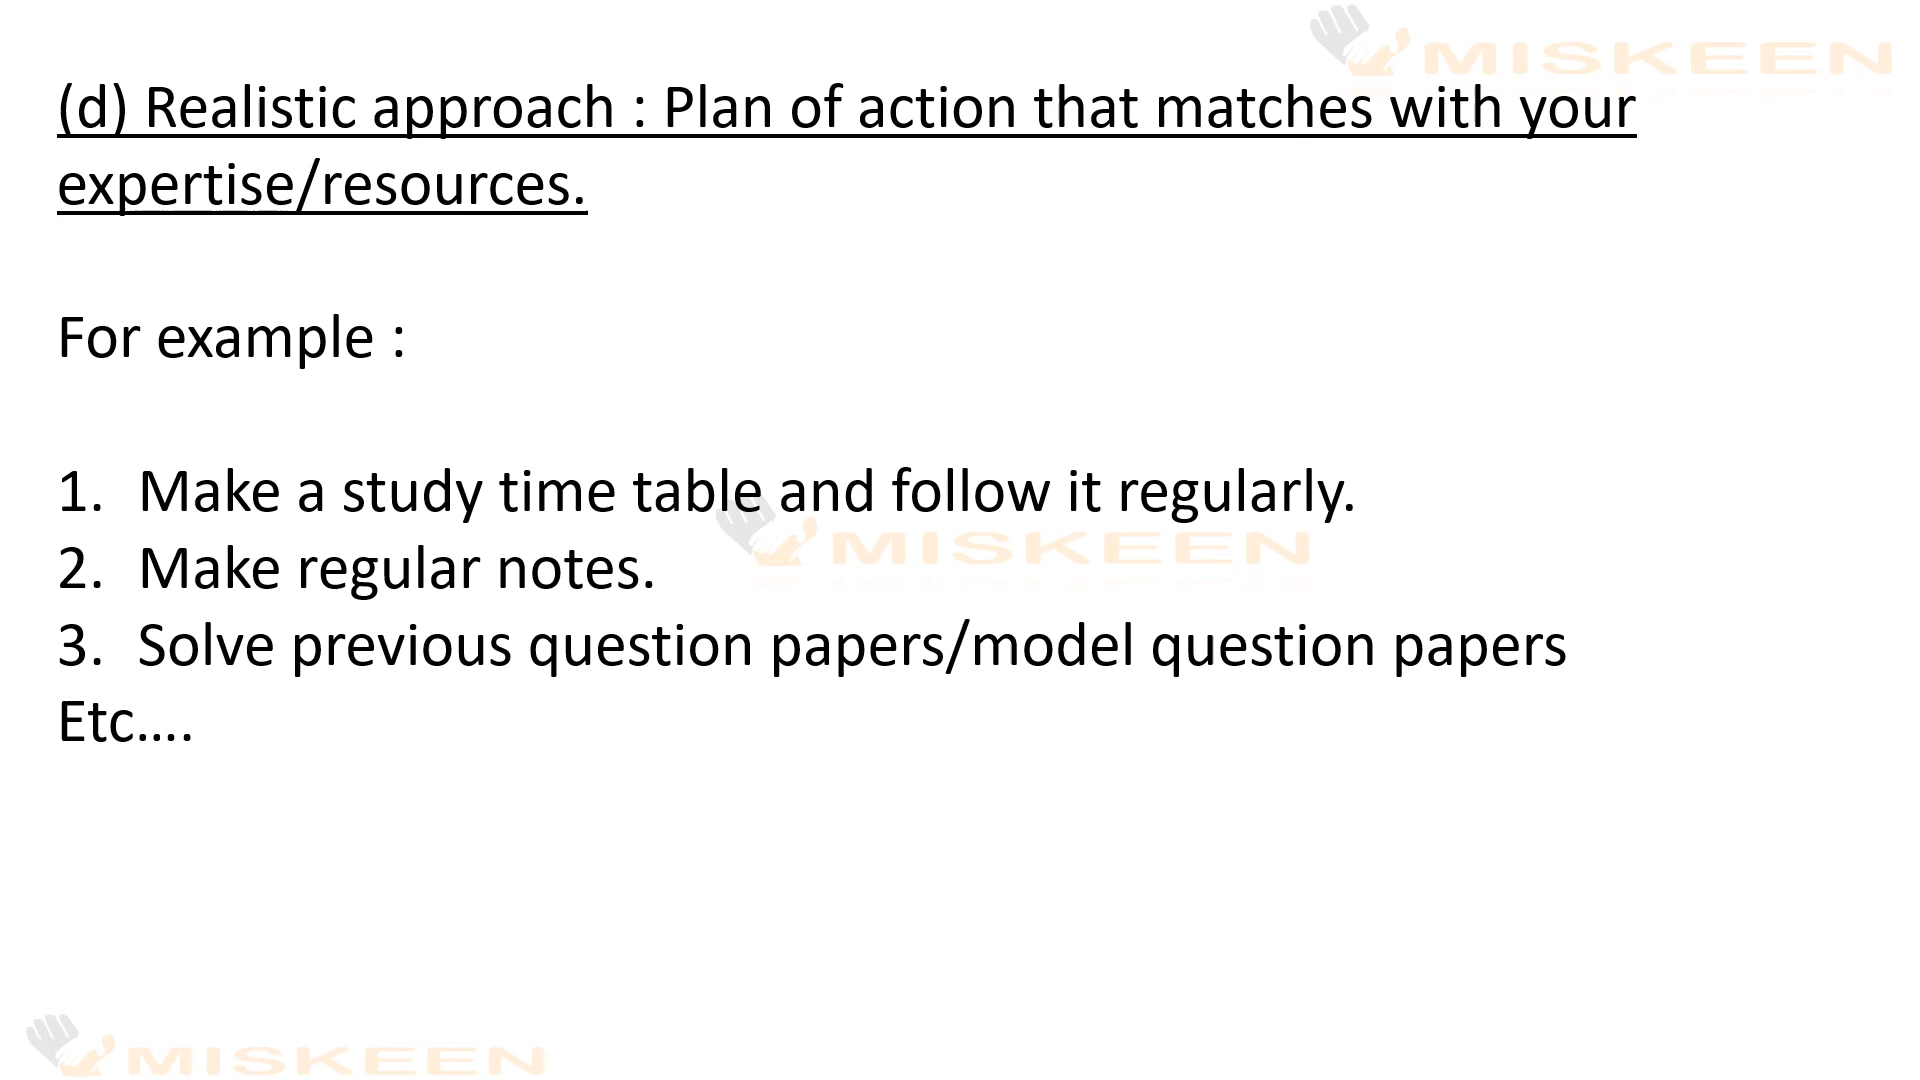 MISKEEN
(d) Realistic approach : Plan of action that matches with your
expertise/resources.
For example :
1. Make a study time table and follow it regularly.
MISKEEN
2. Make regular notes.
3. Solve previous question papers/model question papers
Etc….
MISKEEN